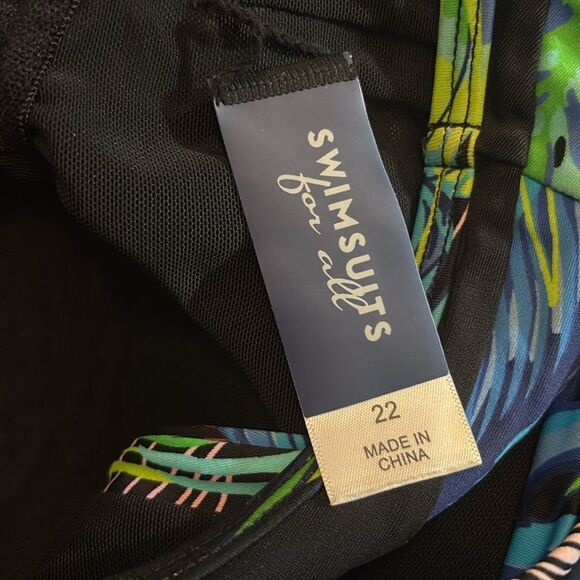 SWIMSUITS
for all
22
MADE IN
CHINA